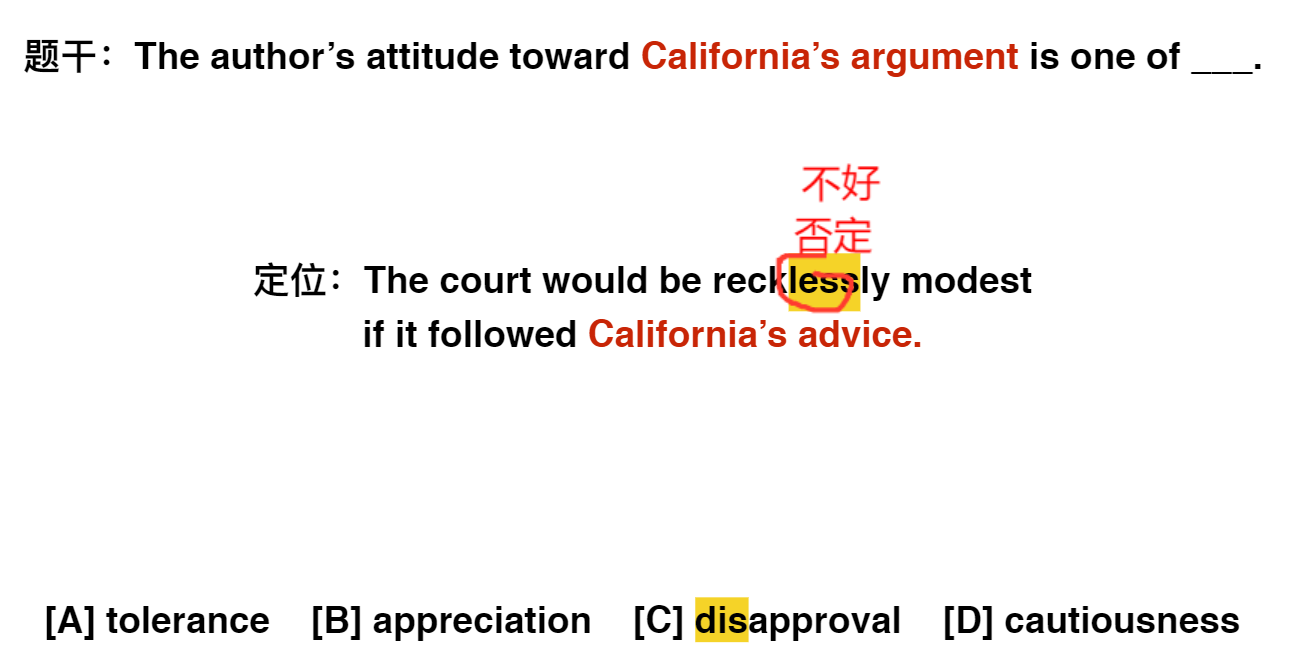 题干：The author’s attitude toward California’s argument is one of ___.
不好
否定
定位：The court would be recklessly modest
if it followed California’s advice.
[A] tolerance [B] appreciation [C] disapproval [D] cautiousness